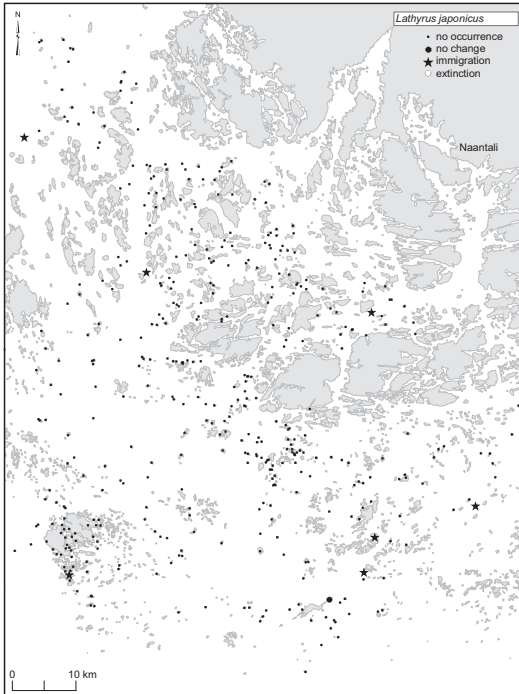 N
Lathyrus japonicus
no occurrence
no change
immigration
extinction
Naantali
0 10 km